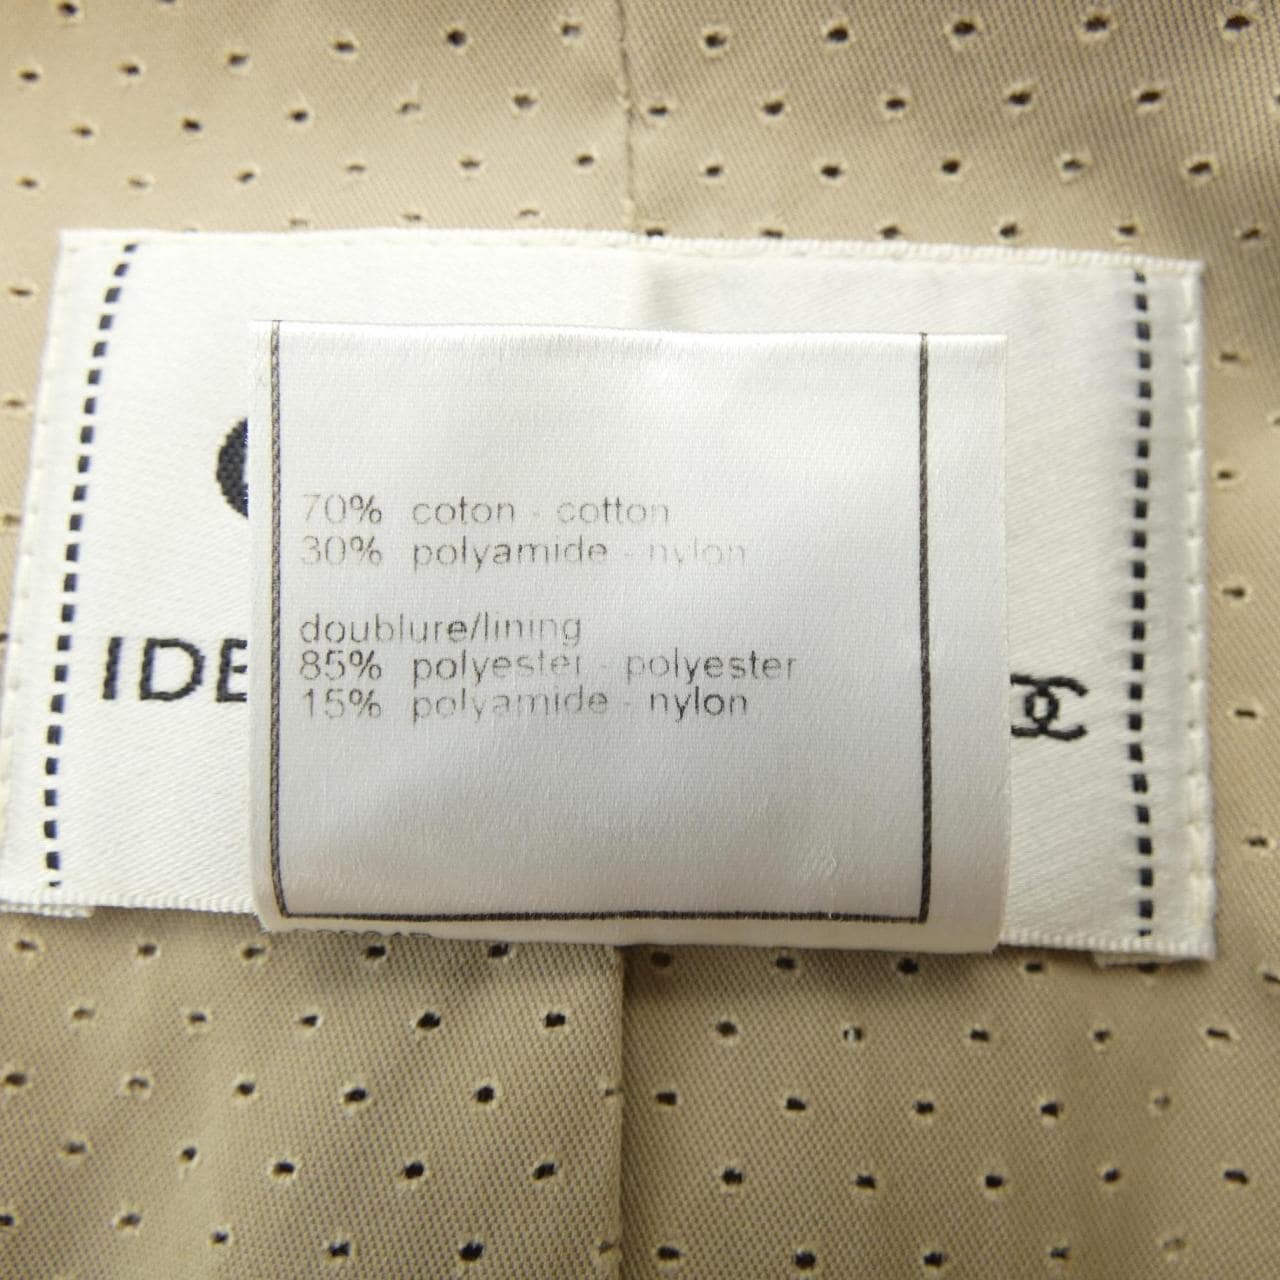 70% coton - cotton
30% polyamide - nylon
doublure/lining
85% polyester - polyester
15% polyamide - nylon
IDE